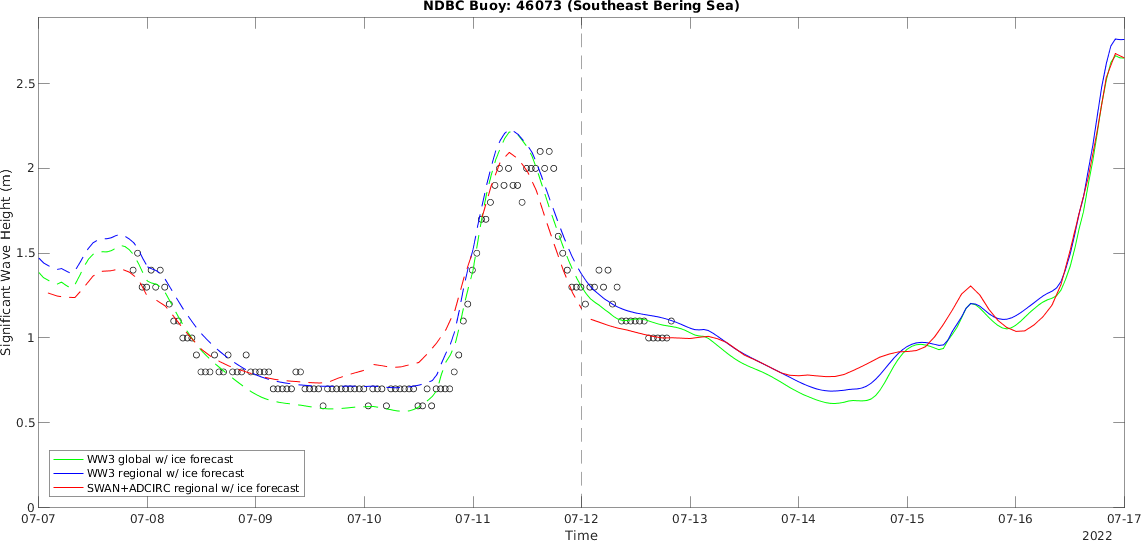 NDBC Buoy: 46073 (Southeast Bering Sea)
Significant Wave Height (m)
2.5
2
1.5
1
0.5
0
WW3 global w/ ice forecast
WW3 regional w/ ice forecast
SWAN+ADCIRC regional w/ ice forecast
07-07 07-08 07-09 07-10 07-11 07-12 07-13 07-14 07-15 07-16 07-17
Time
2022